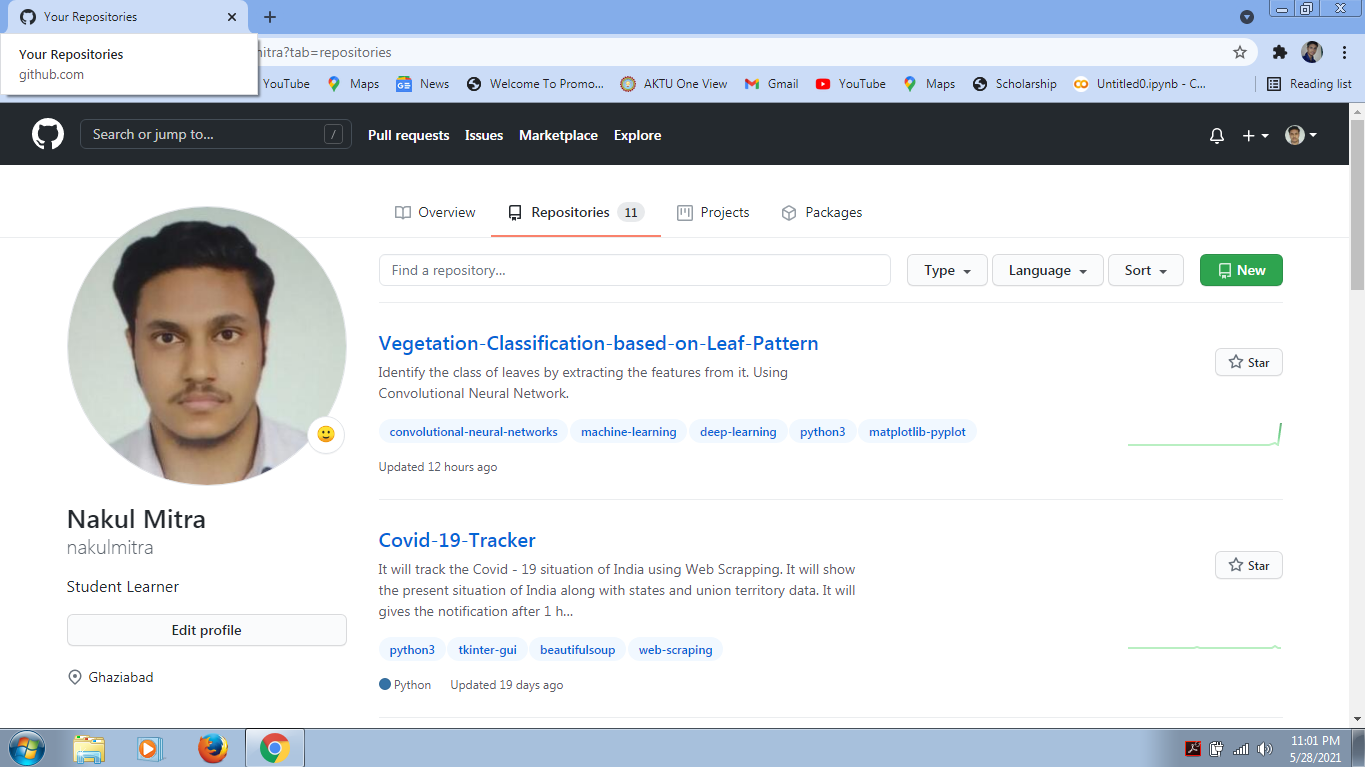 Your Repositories
Your Repositories
github.com
itra?tab=repositories
YouTube
Maps
News
Welcome To Promo...
AKTU One View
Gmail
YouTube
Maps
Scholarship
Untitled0.ipynb - C...
Reading list
Search or jump to...
/
Pull requests
Issues
Marketplace
Explore
Overview
Repositories 11
Projects
Packages
Find a repository...
Type
Language
Sort
New
Vegetation-Classification-based-on-Leaf-Pattern
Star
Identify the class of leaves by extracting the features from it. Using
Convolutional Neural Network.
convolutional-neural-networks
machine-learning
deep-learning
python3
matplotlib-pyplot
Updated 12 hours ago
Nakul Mitra
nakulmitra
Student Learner
Edit profile
Ghaziabad
Covid-19-Tracker
Star
It will track the Covid - 19 situation of India using Web Scrapping. It will show
the present situation of India along with states and union territory data. It will
gives the notification after 1 h...
python3
tkinter-gui
beautifulsoup
web-scraping
Python
Updated 19 days ago
11:01 PM
5/28/2021